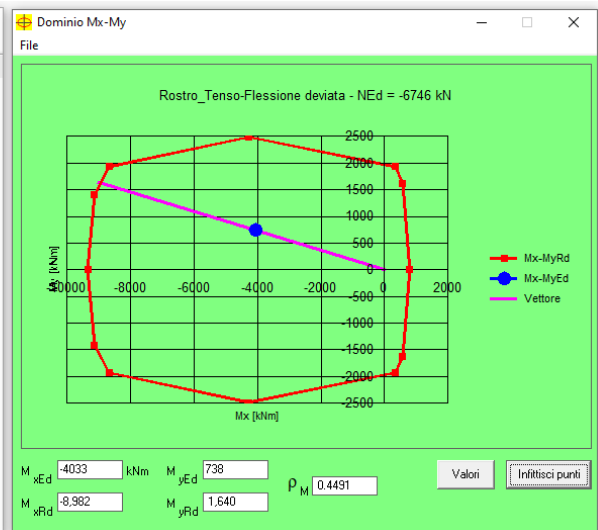 Dominio Mx-My
File
Rostro_Tenso-Flessione deviata - NEd = -6746 kN
2500
2000
1500
1000
500
0
-10000 -8000 -6000 -4000 -2000 0 2000
-500
-1000
-1500
-2000
-2500
My [kNm]
Mx [kNm]
Mx-MyRd
Mx-MyEd
Vettore
M xEd -4033 kNm M yEd 738
ρ M 0.4491
Valori Infittisci punti
M xRd -8,982 M yRd 1,640